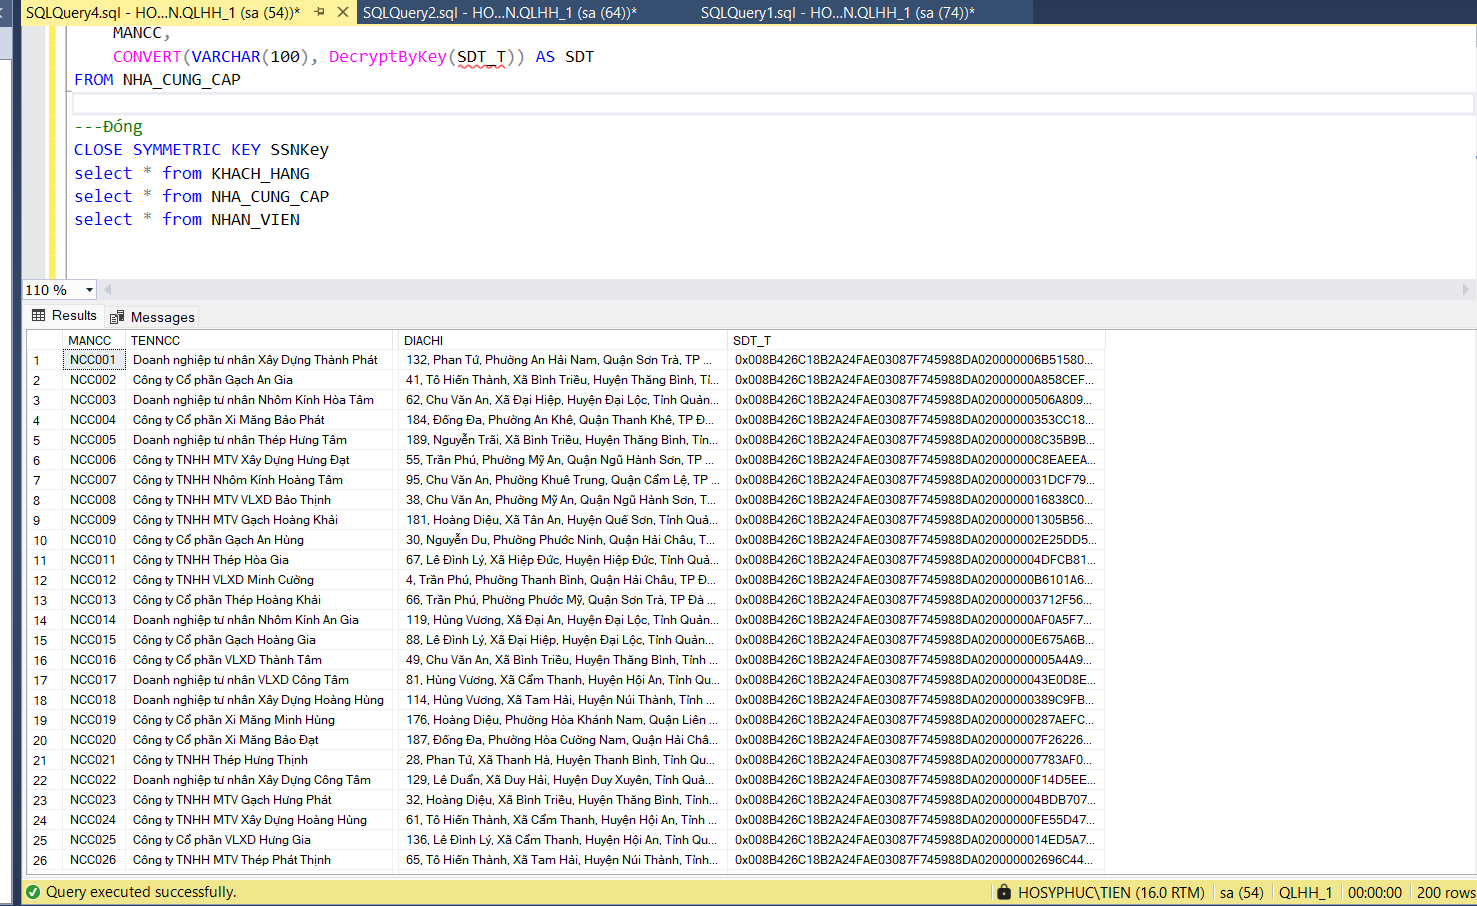 SQLQuery4.sql - HO...N.QLHH_1 (sa (54))* SQLQuery2.sql - HO...N.QLHH_1 (sa (64))* SQLQuery1.sql - HO...N.QLHH_1 (sa (74))*
MANCC,
CONVERT(VARCHAR(100), DecryptByKey(SDT_T)) AS SDT
FROM NHA_CUNG_CAP
---Đóng
CLOSE SYMMETRIC KEY SSNKey
select * from KHACH_HANG
select * from NHA_CUNG_CAP
select * from NHAN_VIEN
110 %
Results Messages
MANCC TENNCC DIACHI SDT_T
1 NCC001 Doanh nghiệp tư nhân Xây Dựng Thành Phát 132, Phan Tứ, Phường An Hải Nam, Quận Sơn Trà, TP ... 0x008B426C18B2A24FAE03087F745988DA020000006B51580...
2 NCC002 Công ty Cổ phần Gạch An Gia 41, Tô Hiến Thành, Xã Bình Triều, Huyện Thăng Bình, Tỉ... 0x008B426C18B2A24FAE03087F745988DA02000000A858CEF...
3 NCC003 Doanh nghiệp tư nhân Nhôm Kính Hòa Tâm 62, Chu Văn An, Xã Đại Hiệp, Huyện Đại Lộc, Tỉnh Quản... 0x008B426C18B2A24FAE03087F745988DA02000000506A809...
4 NCC004 Công ty Cổ phần Xi Măng Bảo Phát 184, Đống Đa, Phường An Khê, Quận Thanh Khê, TP Đ... 0x008B426C18B2A24FAE03087F745988DA02000000353CC18...
5 NCC005 Doanh nghiệp tư nhân Thép Hưng Tâm 189, Nguyễn Trãi, Xã Bình Triều, Huyện Thăng Bình, Tỉn... 0x008B426C18B2A24FAE03087F745988DA020000008C35B9B...
6 NCC006 Công ty TNHH MTV Xây Dựng Hưng Đạt 55, Trần Phú, Phường Mỹ An, Quận Ngũ Hành Sơn, TP ... 0x008B426C18B2A24FAE03087F745988DA02000000C8EAEEA...
7 NCC007 Công ty TNHH Nhôm Kính Hoàng Tâm 95, Chu Văn An, Phường Khuê Trung, Quận Cẩm Lệ, TP ... 0x008B426C18B2A24FAE03087F745988DA0200000031DCF79...
8 NCC008 Công ty TNHH MTV VLXD Bảo Thịnh 38, Chu Văn An, Phường Mỹ An, Quận Ngũ Hành Sơn, T... 0x008B426C18B2A24FAE03087F745988DA0200000016838C0...
9 NCC009 Công ty TNHH MTV Gạch Hoàng Khải 181, Hoàng Diệu, Xã Tân An, Huyện Quế Sơn, Tỉnh Quả... 0x008B426C18B2A24FAE03087F745988DA020000001305B56...
10 NCC010 Công ty Cổ phần Gạch An Hùng 30, Nguyễn Du, Phường Phước Ninh, Quận Hải Châu, T... 0x008B426C18B2A24FAE03087F745988DA020000002E25DD5...
11 NCC011 Công ty TNHH Thép Hòa Gia 67, Lê Đình Lý, Xã Hiệp Đức, Huyện Hiệp Đức, Tỉnh Quả... 0x008B426C18B2A24FAE03087F745988DA020000004DFCB81...
12 NCC012 Công ty TNHH VLXD Minh Cường 4, Trần Phú, Phường Thanh Bình, Quận Hải Châu, TP Đ... 0x008B426C18B2A24FAE03087F745988DA02000000B6101A6...
13 NCC013 Công ty Cổ phần Thép Hoàng Khải 66, Trần Phú, Phường Phước Mỹ, Quận Sơn Trà, TP Đà ... 0x008B426C18B2A24FAE03087F745988DA020000003712F56...
14 NCC014 Doanh nghiệp tư nhân Nhôm Kính An Gia 119, Hùng Vương, Xã Đại An, Huyện Đại Lộc, Tỉnh Quản... 0x008B426C18B2A24FAE03087F745988DA02000000AF0A5F7...
15 NCC015 Công ty Cổ phần Gạch Hoàng Gia 88, Lê Đình Lý, Xã Đại Hiệp, Huyện Đại Lộc, Tỉnh Quản... 0x008B426C18B2A24FAE03087F745988DA02000000E675A6B...
16 NCC016 Công ty Cổ phần VLXD Thành Tâm 49, Chu Văn An, Xã Bình Triều, Huyện Thăng Bình, Tỉnh ... 0x008B426C18B2A24FAE03087F745988DA02000000005A4A9...
17 NCC017 Doanh nghiệp tư nhân VLXD Công Tâm 81, Hùng Vương, Xã Cẩm Thanh, Huyện Hội An, Tỉnh Qu... 0x008B426C18B2A24FAE03087F745988DA0200000043E0D8E...
18 NCC018 Doanh nghiệp tư nhân Xây Dựng Hoàng Hùng 114, Hùng Vương, Xã Tam Hải, Huyện Núi Thành, Tỉnh ... 0x008B426C18B2A24FAE03087F745988DA02000000389C9FB...
19 NCC019 Công ty Cổ phần Xi Măng Minh Hùng 176, Hoàng Diệu, Phường Hòa Khánh Nam, Quận Liên ... 0x008B426C18B2A24FAE03087F745988DA02000000287AEFC...
20 NCC020 Công ty Cổ phần Xi Măng Bảo Đạt 187, Đống Đa, Phường Hòa Cường Nam, Quận Hải Châ... 0x008B426C18B2A24FAE03087F745988DA020000007F26226...
21 NCC021 Công ty TNHH Thép Hưng Thịnh 28, Phan Tứ, Xã Thanh Hà, Huyện Thanh Bình, Tỉnh Qu... 0x008B426C18B2A24FAE03087F745988DA020000007783AF0...
22 NCC022 Doanh nghiệp tư nhân Xây Dựng Công Tâm 129, Lê Duẩn, Xã Duy Hải, Huyện Duy Xuyên, Tỉnh Quả... 0x008B426C18B2A24FAE03087F745988DA02000000F14D5EE...
23 NCC023 Công ty TNHH MTV Gạch Hưng Phát 32, Hoàng Diệu, Xã Bình Triều, Huyện Thăng Bình, Tỉnh... 0x008B426C18B2A24FAE03087F745988DA020000004BDB707...
24 NCC024 Công ty TNHH MTV Xây Dựng Hoàng Hùng 61, Tô Hiến Thành, Xã Cẩm Thanh, Huyện Hội An, Tỉnh ... 0x008B426C18B2A24FAE03087F745988DA02000000FE55D47...
25 NCC025 Công ty Cổ phần VLXD Hưng Gia 136, Lê Đình Lý, Xã Cẩm Thanh, Huyện Hội An, Tỉnh Qu... 0x008B426C18B2A24FAE03087F745988DA0200000014ED5A7...
26 NCC026 Công ty TNHH MTV Thép Phát Thịnh 65, Tô Hiến Thành, Xã Tam Hải, Huyện Núi Thành, Tỉnh... 0x008B426C18B2A24FAE03087F745988DA020000002696C44...
Query executed successfully. HOSYPHUC\TIEN (16.0 RTM) sa (54) QLHH_1 00:00:00 200 rows